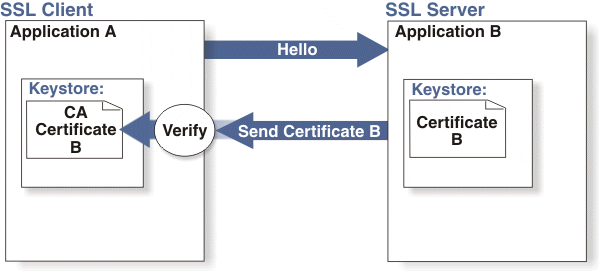 SSL Client
SSL Server
Application A
Application B
Hello
Keystore:
CA
Certificate
B
Verify
Send Certificate B
Keystore:
Certificate
B